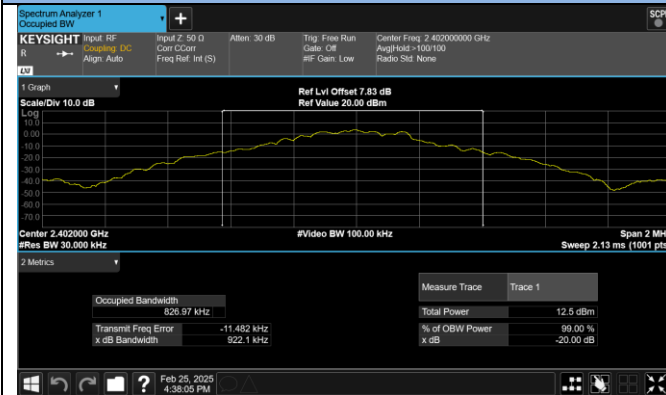 Spectrum Analyzer 1
Occupied BW
+
KEYSIGHT
R
Input: RF
Coupling: DC
Align: Auto
Input Z: 50 Ω
Corr CCorr
Freq Ref: Int (S)
Atten: 30 dB
Trig: Free Run
Gate: Off
#IF Gain: Low
Center Freq: 2.402000000 GHz
Avg|Hold:>100/100
Radio Std: None
LXI
1 Graph
Scale/Div 10.0 dB
Ref Lvl Offset 7.83 dB
Ref Value 20.00 dBm
Log
10.0
0.00
-10.0
-20.0
-30.0
-40.0
-50.0
-60.0
-70.0
Center 2.402000 GHz
#Res BW 30.000 kHz
#Video BW 100.00 kHz
Span 2 MH
Sweep 2.13 ms (1001 pts
2 Metrics
Occupied Bandwidth
826.97 kHz
Transmit Freq Error -11.482 kHz
x dB Bandwidth 922.1 kHz
Measure Trace Trace 1
Total Power 12.5 dBm
% of OBW Power 99.00 %
x dB -20.00 dB
?
Feb 25, 2025
4:38:05 PM